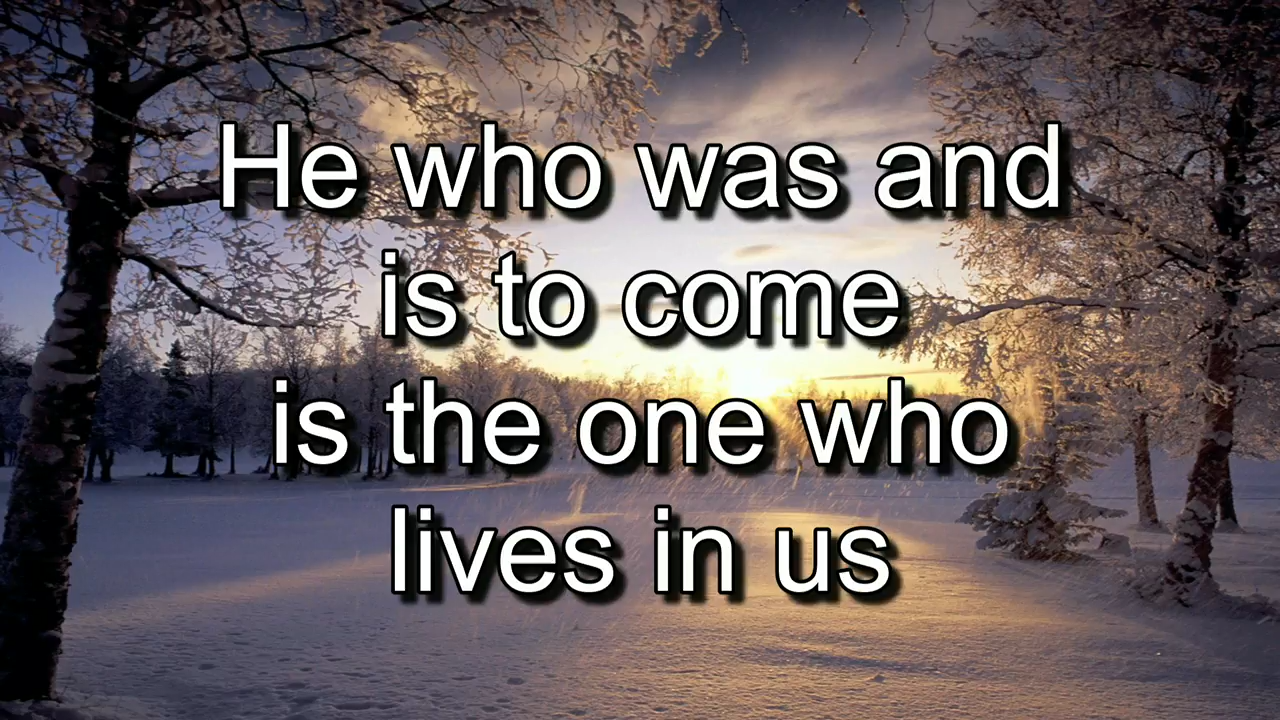 He who was and
is to come
is the one who
lives in us